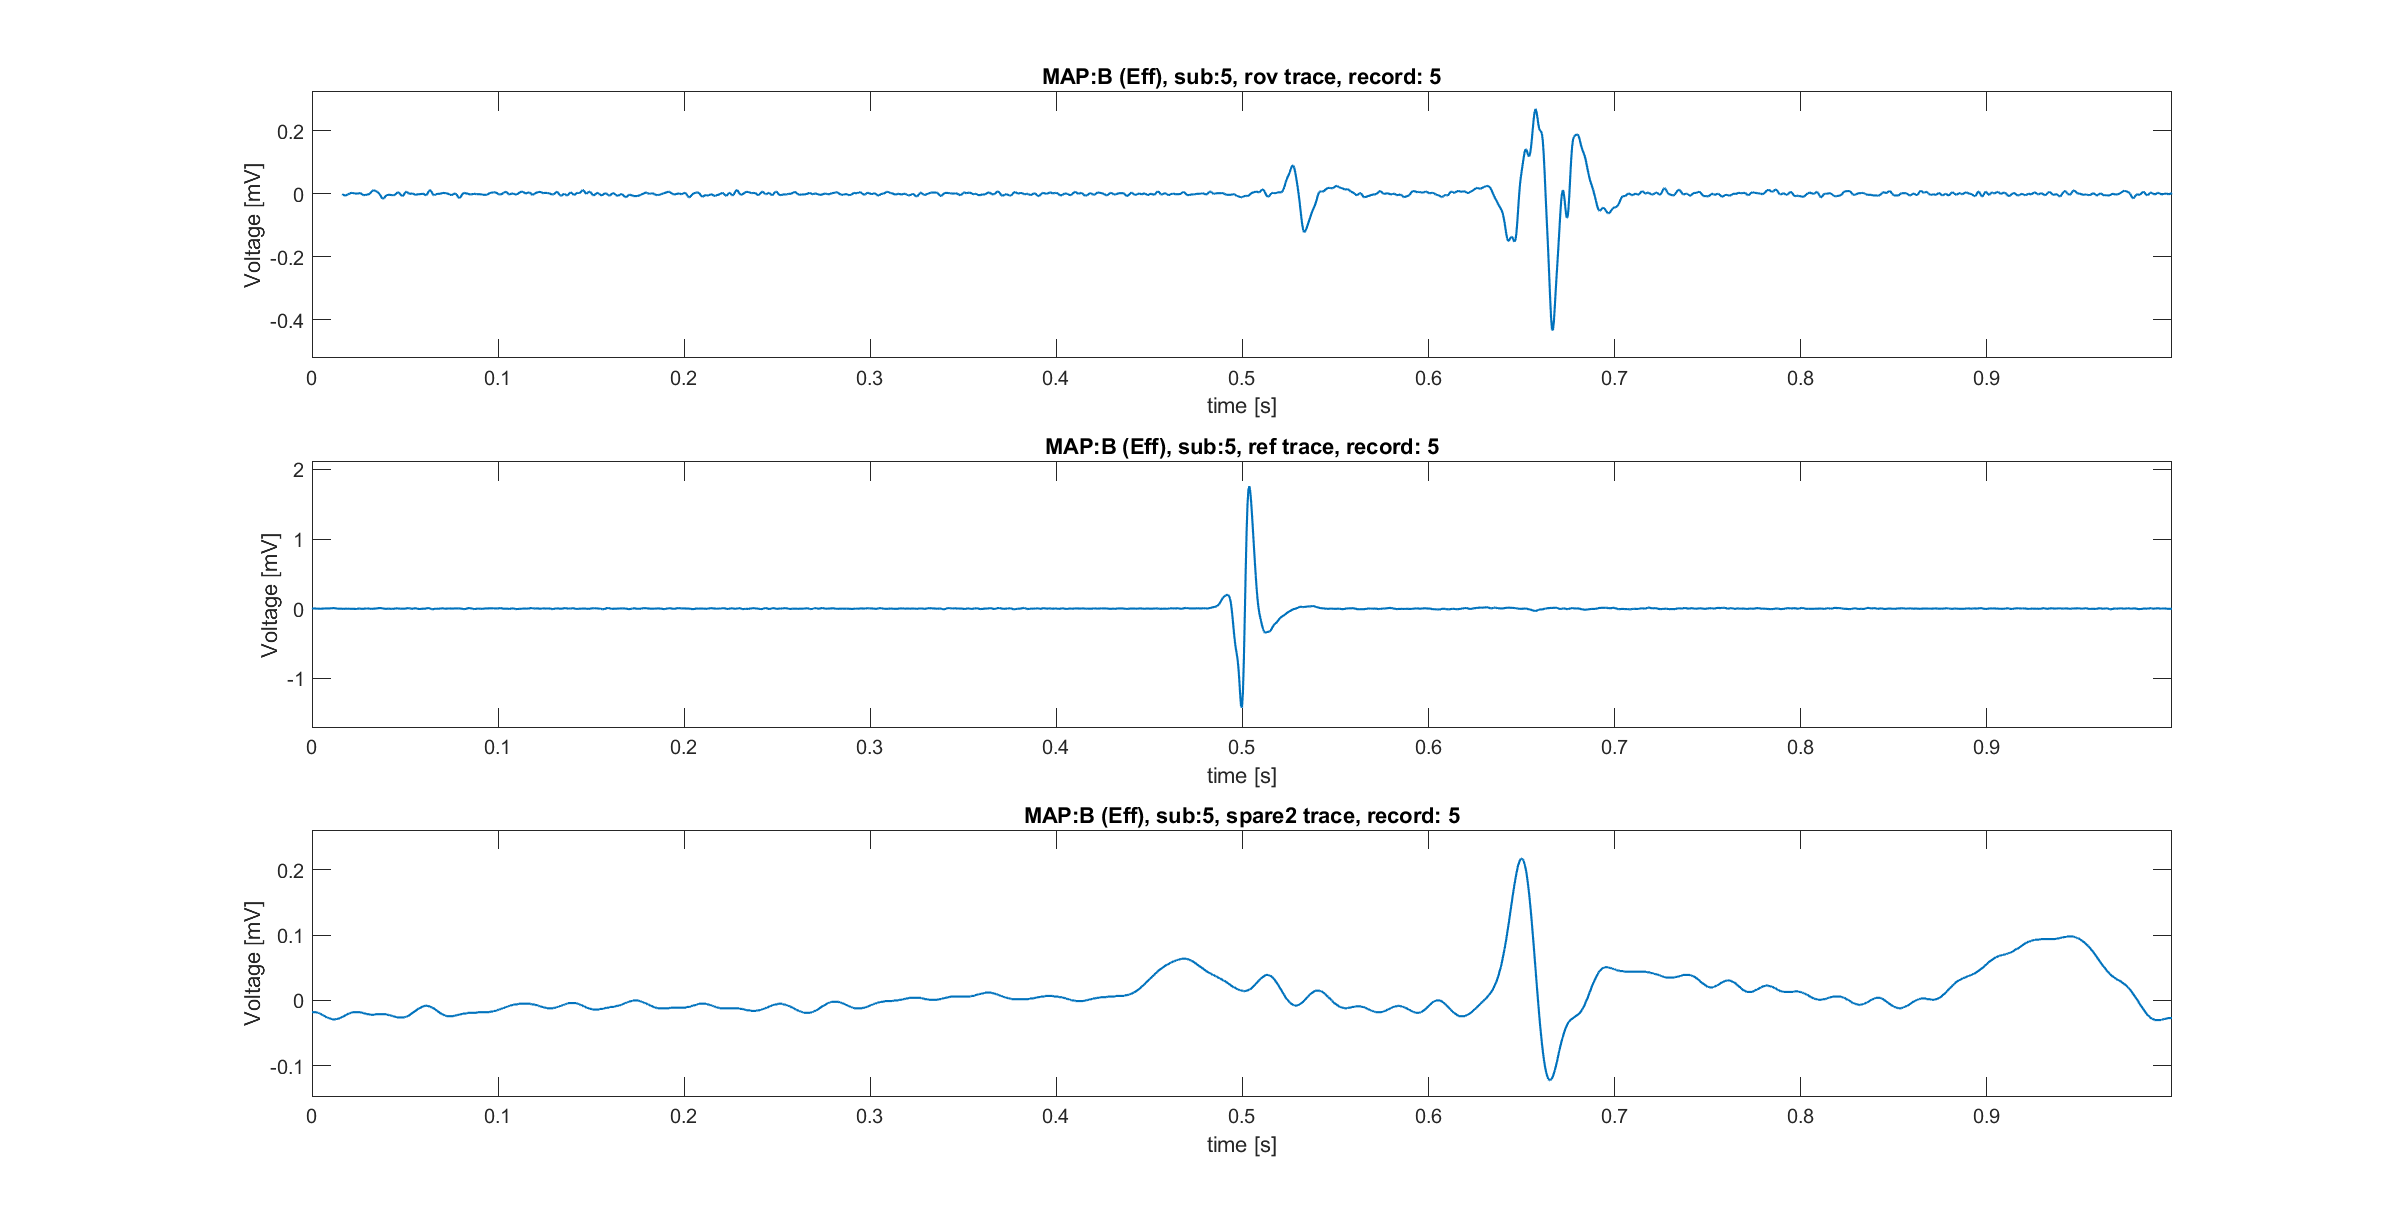 MAP:B (Eff), sub:5, rov trace, record: 5
Voltage [mV]
0.2
0
-0.2
-0.4
0 0.1 0.2 0.3 0.4 0.5 0.6 0.7 0.8 0.9
time [s]
MAP:B (Eff), sub:5, ref trace, record: 5
Voltage [mV]
2
1
0
-1
0 0.1 0.2 0.3 0.4 0.5 0.6 0.7 0.8 0.9
time [s]
MAP:B (Eff), sub:5, spare2 trace, record: 5
Voltage [mV]
0.2
0.1
0
-0.1
0 0.1 0.2 0.3 0.4 0.5 0.6 0.7 0.8 0.9
time [s]